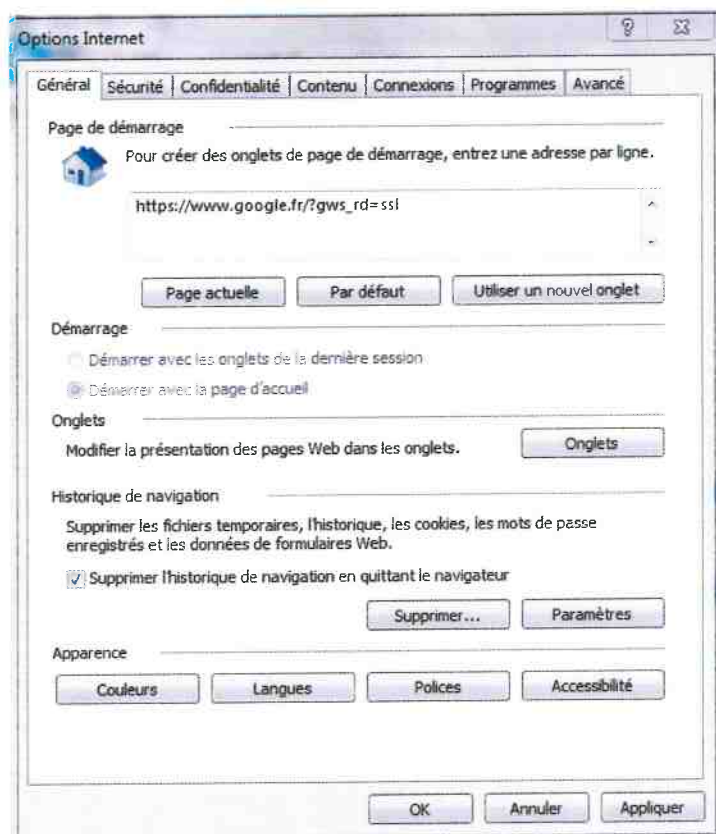 Options Internet
Général Sécurité Confidentialité Contenu Connexions Programmes Avancé
Page de démarrage
Pour créer des onglets de page de démarrage, entrez une adresse par ligne.
https://www.google.fr/?gws_rd=ssl
Page actuelle Par défaut Utiliser un nouvel onglet
Démarrage
Démarrer avec les onglets de la dernière session
Démarrer avec la page d'accueil
Onglets
Modifier la présentation des pages Web dans les onglets. Onglets
Historique de navigation
Supprimer les fichiers temporaires, l'historique, les cookies, les mots de passe
enregistrés et les données de formulaires Web.
Supprimer l'historique de navigation en quittant le navigateur
Supprimer... Paramètres
Apparence
Couleurs Langues Polices Accessibilité
OK Annuler Appliquer